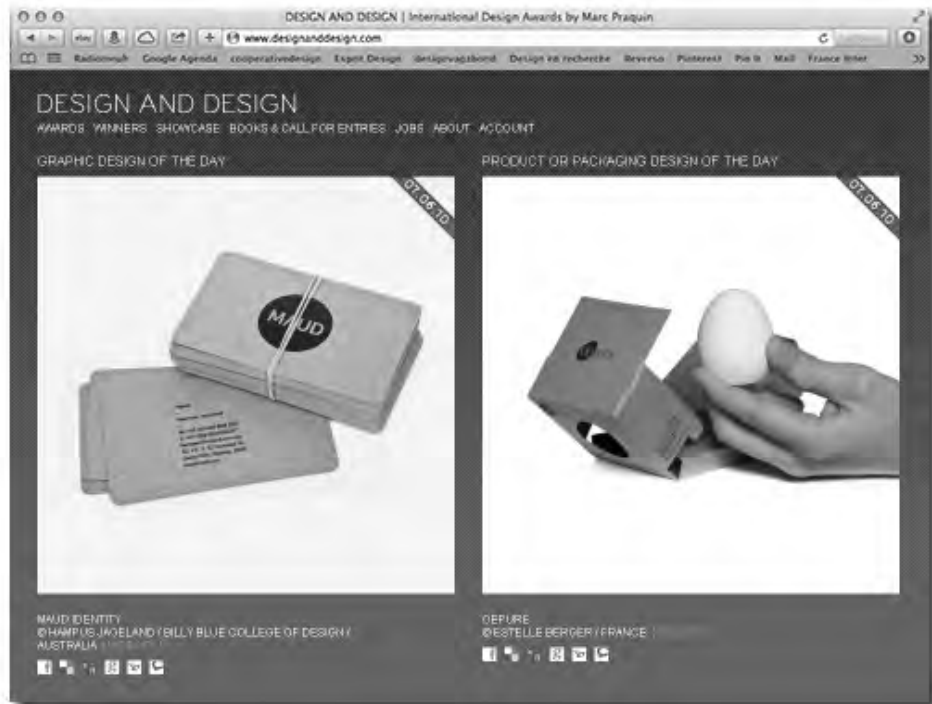 DESIGN AND DESIGN | International Design Awards by Marc Praquin
www.designanddesign.com
Google Agenda cooperativedesign Esprit Design designvagabond Design en recherche Reverso Pinterest Pin It Mail France Inter
DESIGN AND DESIGN
AWARDS WINNERS SHOWCASE BOOKS & CALL FOR ENTRIES JOBS ABOUT ACCOUNT
GRAPHIC DESIGN OF THE DAY
PRODUCT OR PACKAGING DESIGN OF THE DAY
07.06.10
07.06.10
MAUD
MAUD IDENTITY
© HAMPUS JAGELAND / BILLY BLUE COLLEGE OF DESIGN /
AUSTRALIA
OEPURE
© ESTELLE BERGER / FRANCE